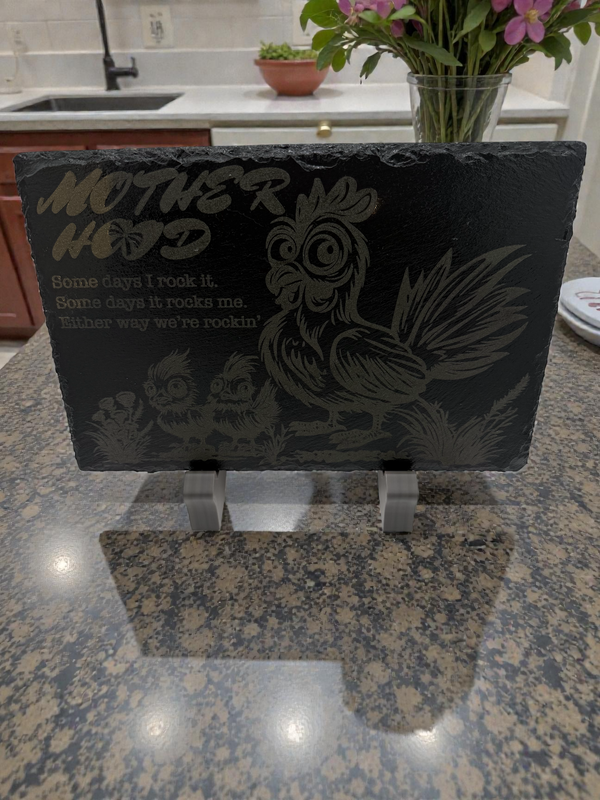 MOTHER
HOOD
Some days I rock it.
Some days it rocks me.
Either way we're rockin'